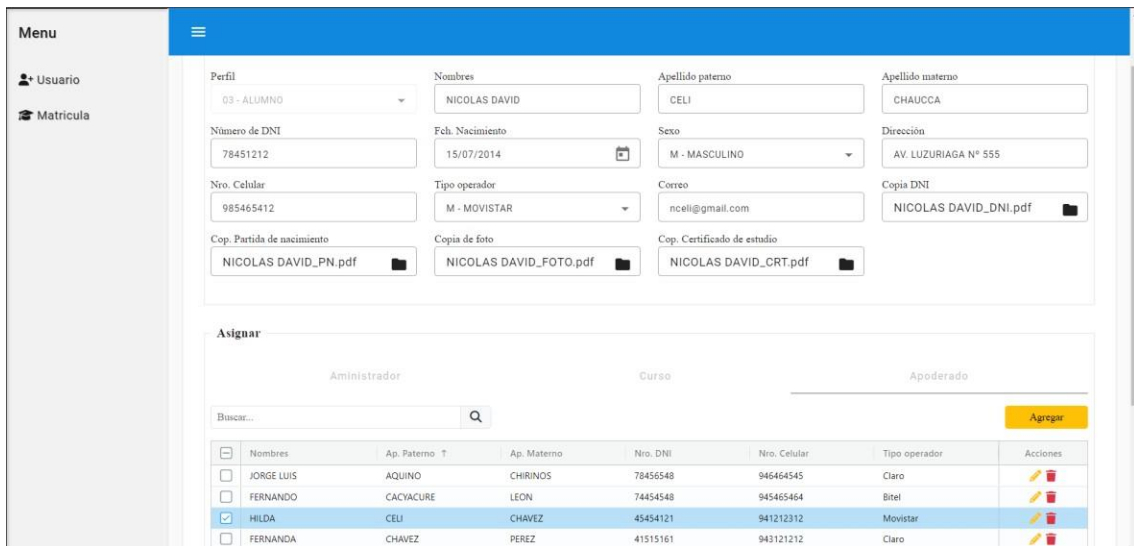 Menu
Usuario
Matricula
Perfil Nombres Apellido paterno Apellido materno
03 - ALUMNO NICOLAS DAVID CELI CHAUCCA
Número de DNI Fch. Nacimiento Sexo Dirección
78451212 15/07/2014 M - MASCULINO AV. LUZURIAGA Nº 555
Nro. Celular Tipo operador Correo Copia DNI
985465412 M - MOVISTAR nceli@gmail.com NICOLAS DAVID_DNI.pdf
Cop. Partida de nacimiento Copia de foto Cop. Certificado de estudio
NICOLAS DAVID_PN.pdf NICOLAS DAVID_FOTO.pdf NICOLAS DAVID_CRT.pdf
Asignar
Aministrador Curso Apoderado
Buscar... Agregar
Nombres Ap. Paterno ↑ Ap. Materno Nro. DNI Nro. Celular Tipo operador Acciones
JORGE LUIS AQUINO CHIRINOS 78456548 946464545 Claro
FERNANDO CACYACURE LEON 74454548 945465464 Bitel
HILDA CELI CHAVEZ 45454121 941212312 Movistar
FERNANDA CHAVEZ PEREZ 41515161 943121212 Claro